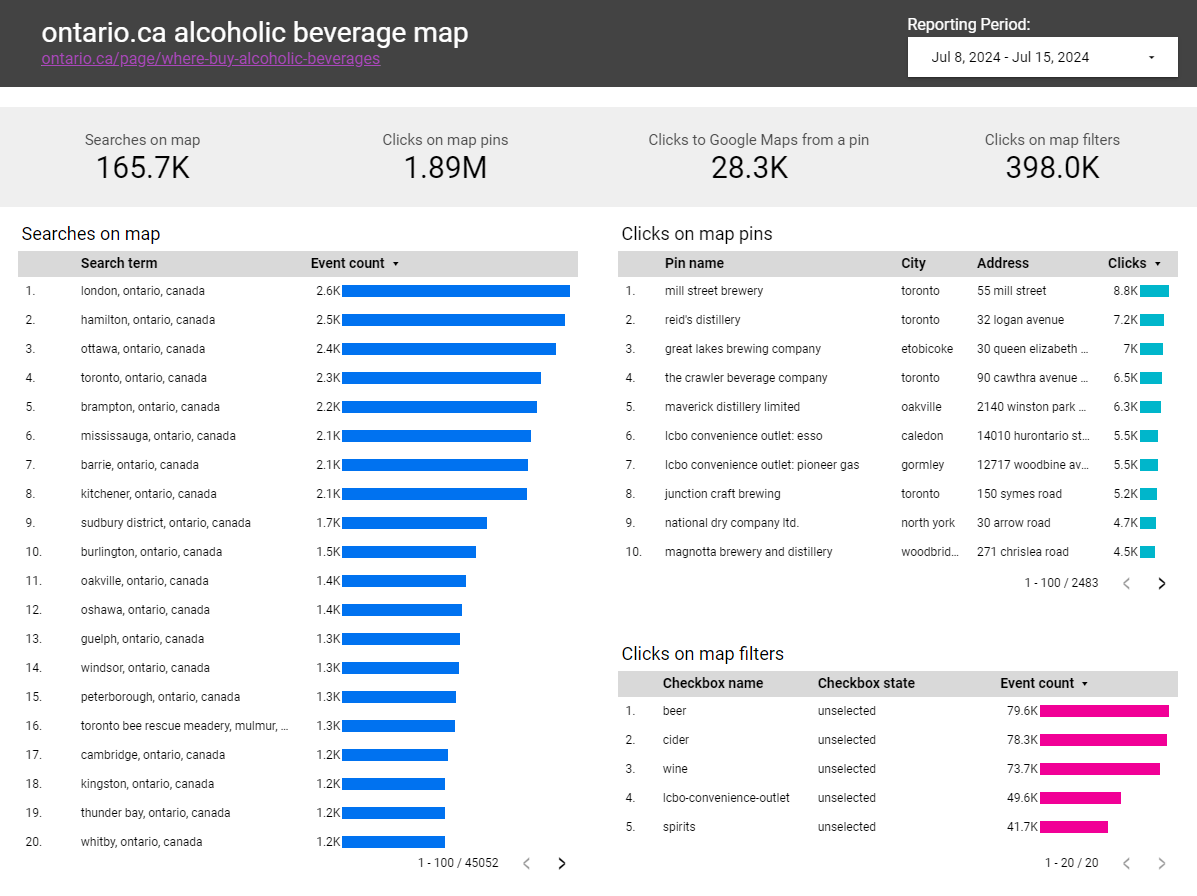 ontario.ca alcoholic beverage map
ontario.ca/page/where-buy-alcoholic-beverages
Reporting Period:
Jul 8, 2024 - Jul 15, 2024
Searches on map
165.7K
Clicks on map pins
1.89M
Clicks to Google Maps from a pin
28.3K
Clicks on map filters
398.0K
Searches on map
Search term Event count
1. london, ontario, canada 2.6K
2. hamilton, ontario, canada 2.5K
3. ottawa, ontario, canada 2.4K
4. toronto, ontario, canada 2.3K
5. brampton, ontario, canada 2.2K
6. mississauga, ontario, canada 2.1K
7. barrie, ontario, canada 2.1K
8. kitchener, ontario, canada 2.1K
9. sudbury district, ontario, canada 1.7K
10. burlington, ontario, canada 1.5K
11. oakville, ontario, canada 1.4K
12. oshawa, ontario, canada 1.4K
13. guelph, ontario, canada 1.3K
14. windsor, ontario, canada 1.3K
15. peterborough, ontario, canada 1.3K
16. toronto bee rescue meadery, mulmur, ... 1.3K
17. cambridge, ontario, canada 1.2K
18. kingston, ontario, canada 1.2K
19. thunder bay, ontario, canada 1.2K
20. whitby, ontario, canada 1.2K
1 - 100 / 45052
Clicks on map pins
Pin name City Address Clicks
1. mill street brewery toronto 55 mill street 8.8K
2. reid's distillery toronto 32 logan avenue 7.2K
3. great lakes brewing company etobicoke 30 queen elizabeth ... 7K
4. the crawler beverage company toronto 90 cawthra avenue ... 6.5K
5. maverick distillery limited oakville 2140 winston park ... 6.3K
6. lcbo convenience outlet: esso caledon 14010 hurontario st... 5.5K
7. lcbo convenience outlet: pioneer gas gormley 12717 woodbine av... 5.5K
8. junction craft brewing toronto 150 symes road 5.2K
9. national dry company ltd. north york 30 arrow road 4.7K
10. magnotta brewery and distillery woodbrid... 271 chrislea road 4.5K
1 - 100 / 2483
Clicks on map filters
Checkbox name Checkbox state Event count
1. beer unselected 79.6K
2. cider unselected 78.3K
3. wine unselected 73.7K
4. lcbo-convenience-outlet unselected 49.6K
5. spirits unselected 41.7K
1 - 20 / 20